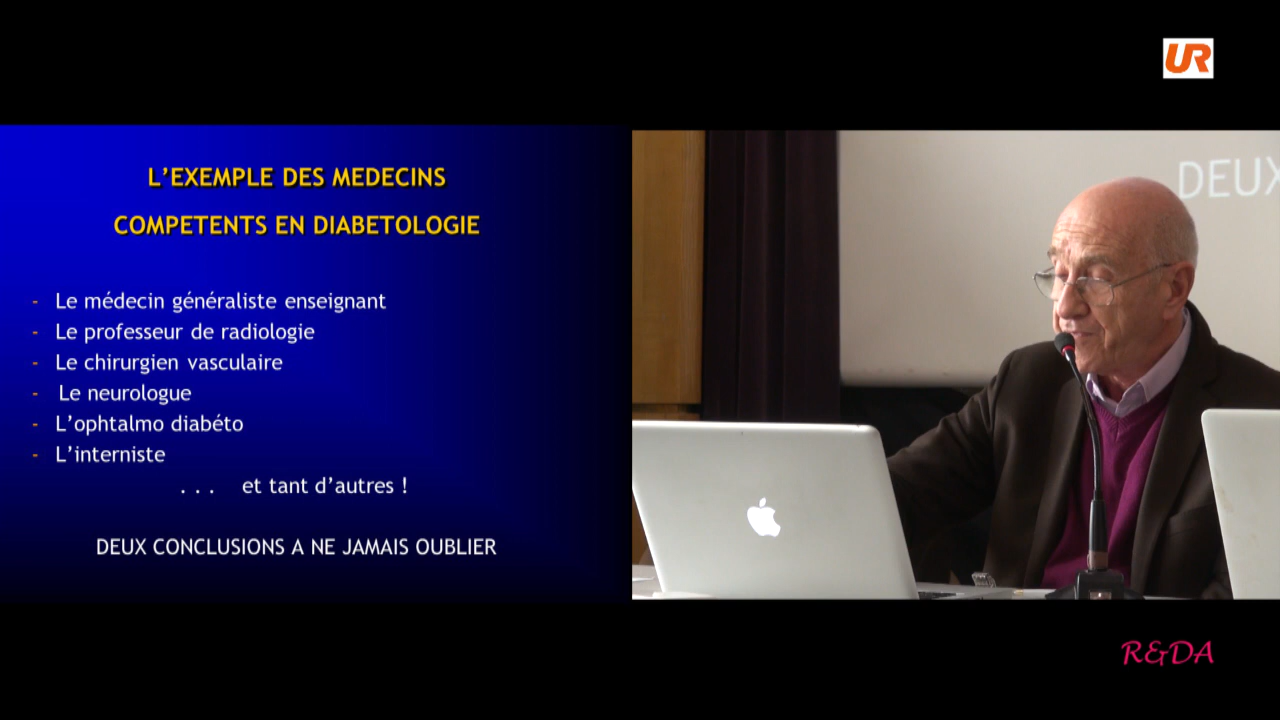 UR
L'EXEMPLE DES MEDECINS
COMPETENTS EN DIABETOLOGIE
- Le médecin généraliste enseignant
- Le professeur de radiologie
- Le chirurgien vasculaire
- Le neurologue
- L'ophtalmo diabéto
- L'interniste
. . . et tant d'autres !
DEUX CONCLUSIONS A NE JAMAIS OUBLIER
DEUX
R&DA